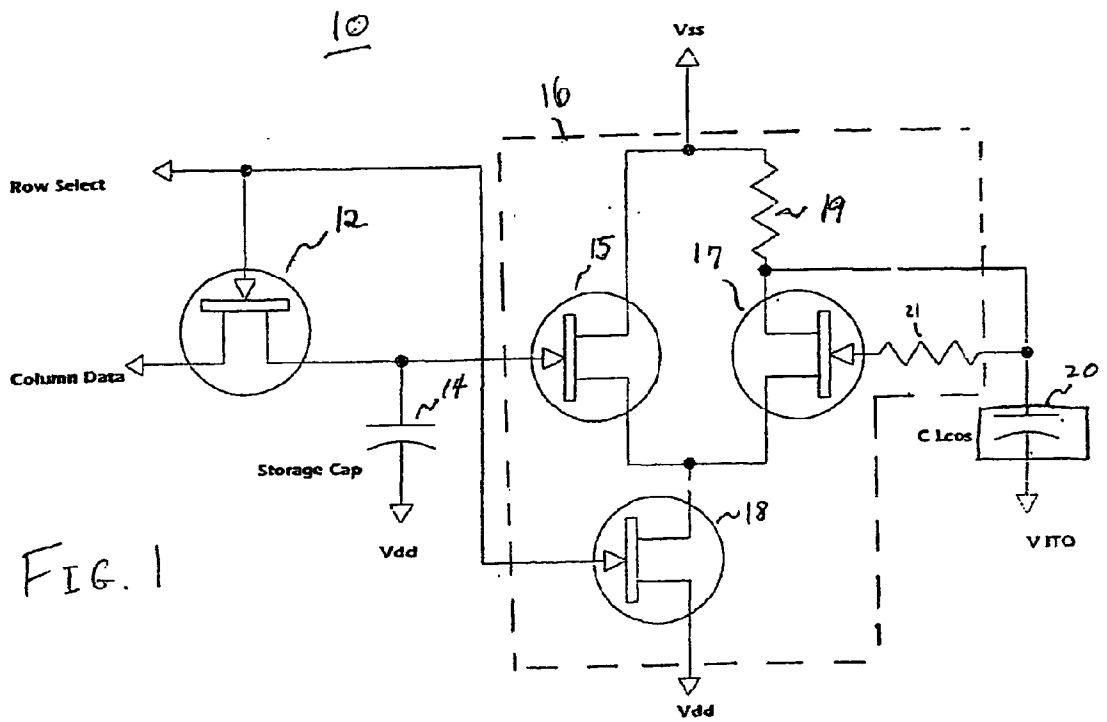 10
Vss
16
Row Select
12
15
17
19
21
20
Column Data
14
C Lcos
Storage Cap
18
Vdd
V ITO
FIG. 1
Vdd